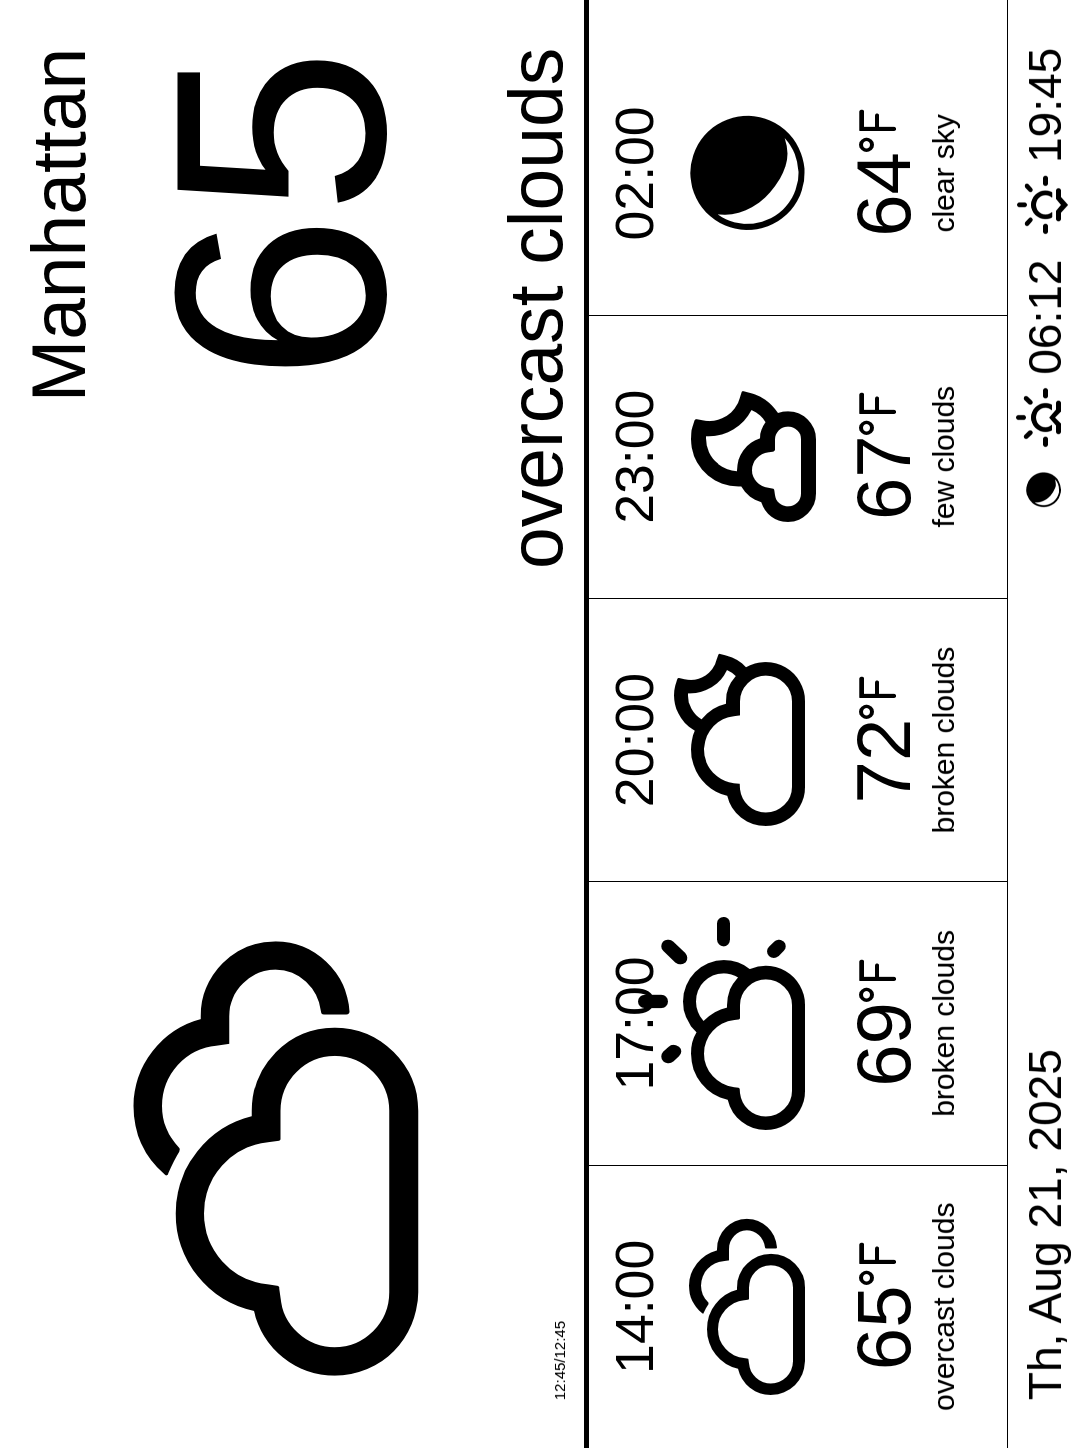 Manhattan
65
overcast clouds
12:45/12:45
14:00
65°F
overcast clouds
17:00
69°F
broken clouds
20:00
72°F
broken clouds
23:00
67°F
few clouds
02:00
64°F
clear sky
Th, Aug 21, 2025
06:12 19:45